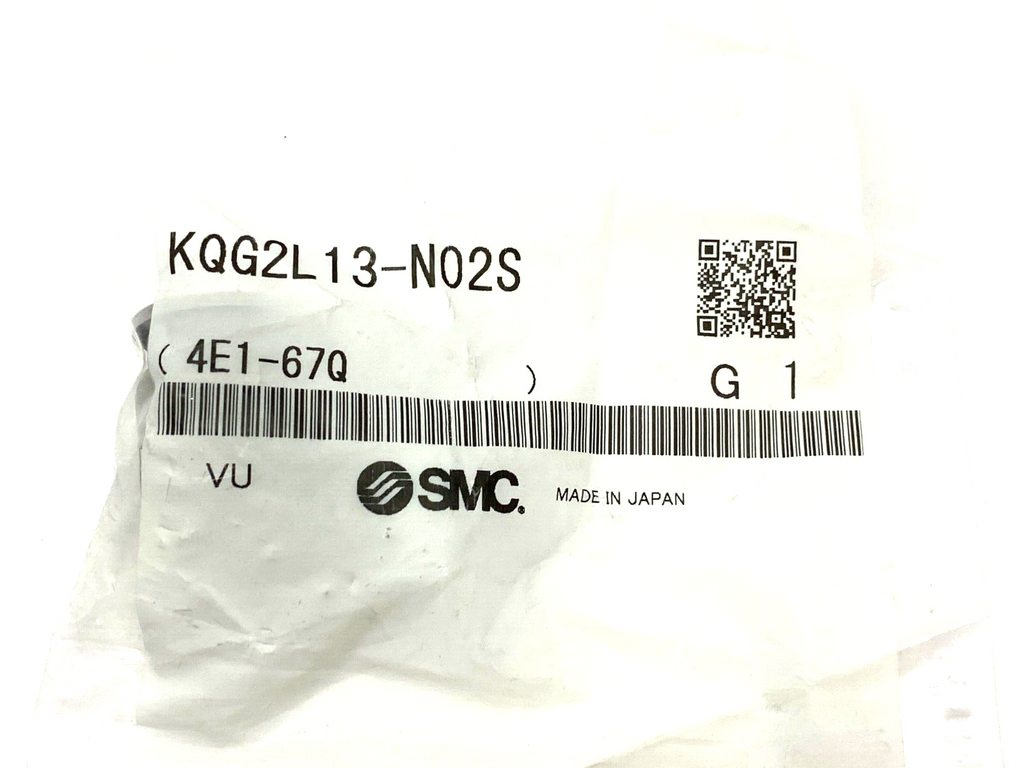 KQG2L13-N02S
( 4E1-67Q )
G 1
VU
SMC.
MADE IN JAPAN